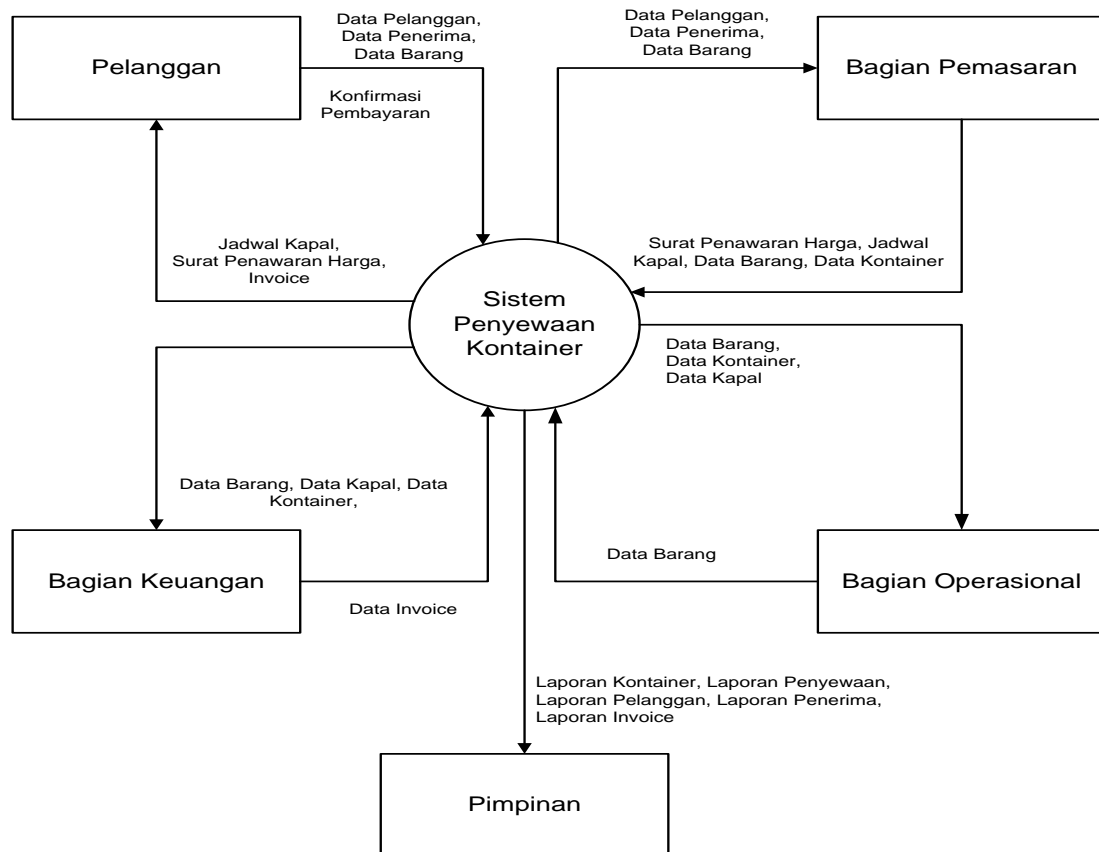 Data Pelanggan,
Data Penerima,
Data Barang
Pelanggan
Konfirmasi
Pembayaran
Data Pelanggan,
Data Penerima,
Data Barang
Bagian Pemasaran
Jadwal Kapal,
Surat Penawaran Harga,
Invoice
Surat Penawaran Harga, Jadwal
Kapal, Data Barang, Data Kontainer
Sistem
Penyewaan
Kontainer
Data Barang,
Data Kontainer,
Data Kapal
Data Barang, Data Kapal, Data
Kontainer,
Bagian Keuangan
Data Invoice
Data Barang
Bagian Operasional
Laporan Kontainer, Laporan Penyewaan,
Laporan Pelanggan, Laporan Penerima,
Laporan Invoice
Pimpinan